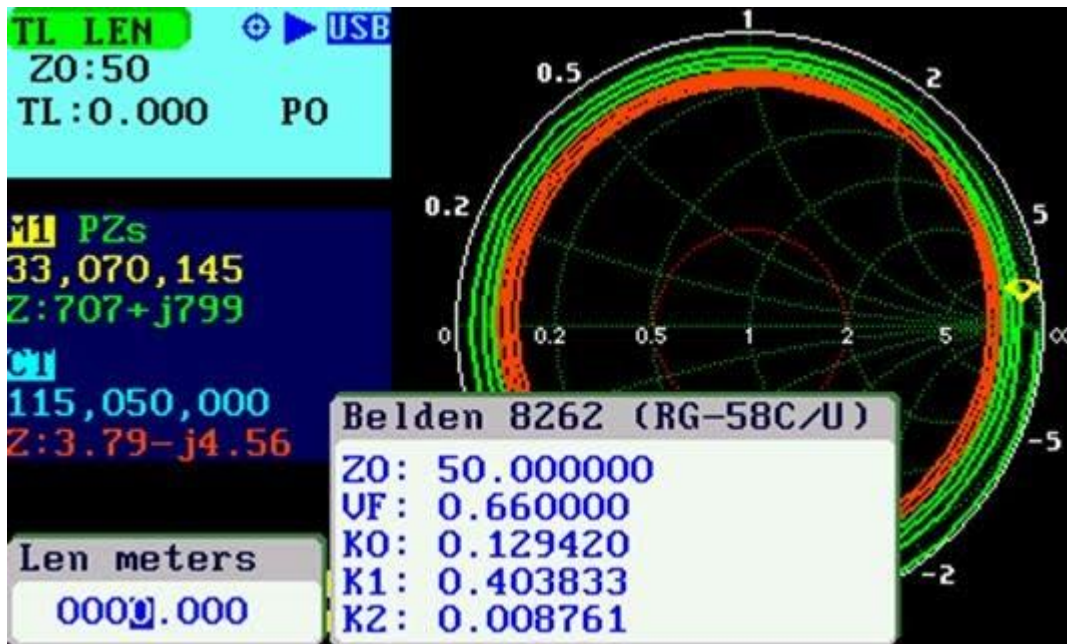 TL LEN USB
Z0:50
TL:0.000 P0
M1 PZs
33,070,145
Z:707+j799
CT
115,050,000
Z:3.79-j4.56
Len meters
0000.000
1
0.5
2
0.2
5
0 0.2 0.5 1 2 5 ∞
-5
-2
Belden 8262 (RG-58C/U)
Z0: 50.000000
VF: 0.660000
K0: 0.129420
K1: 0.403833
K2: 0.008761